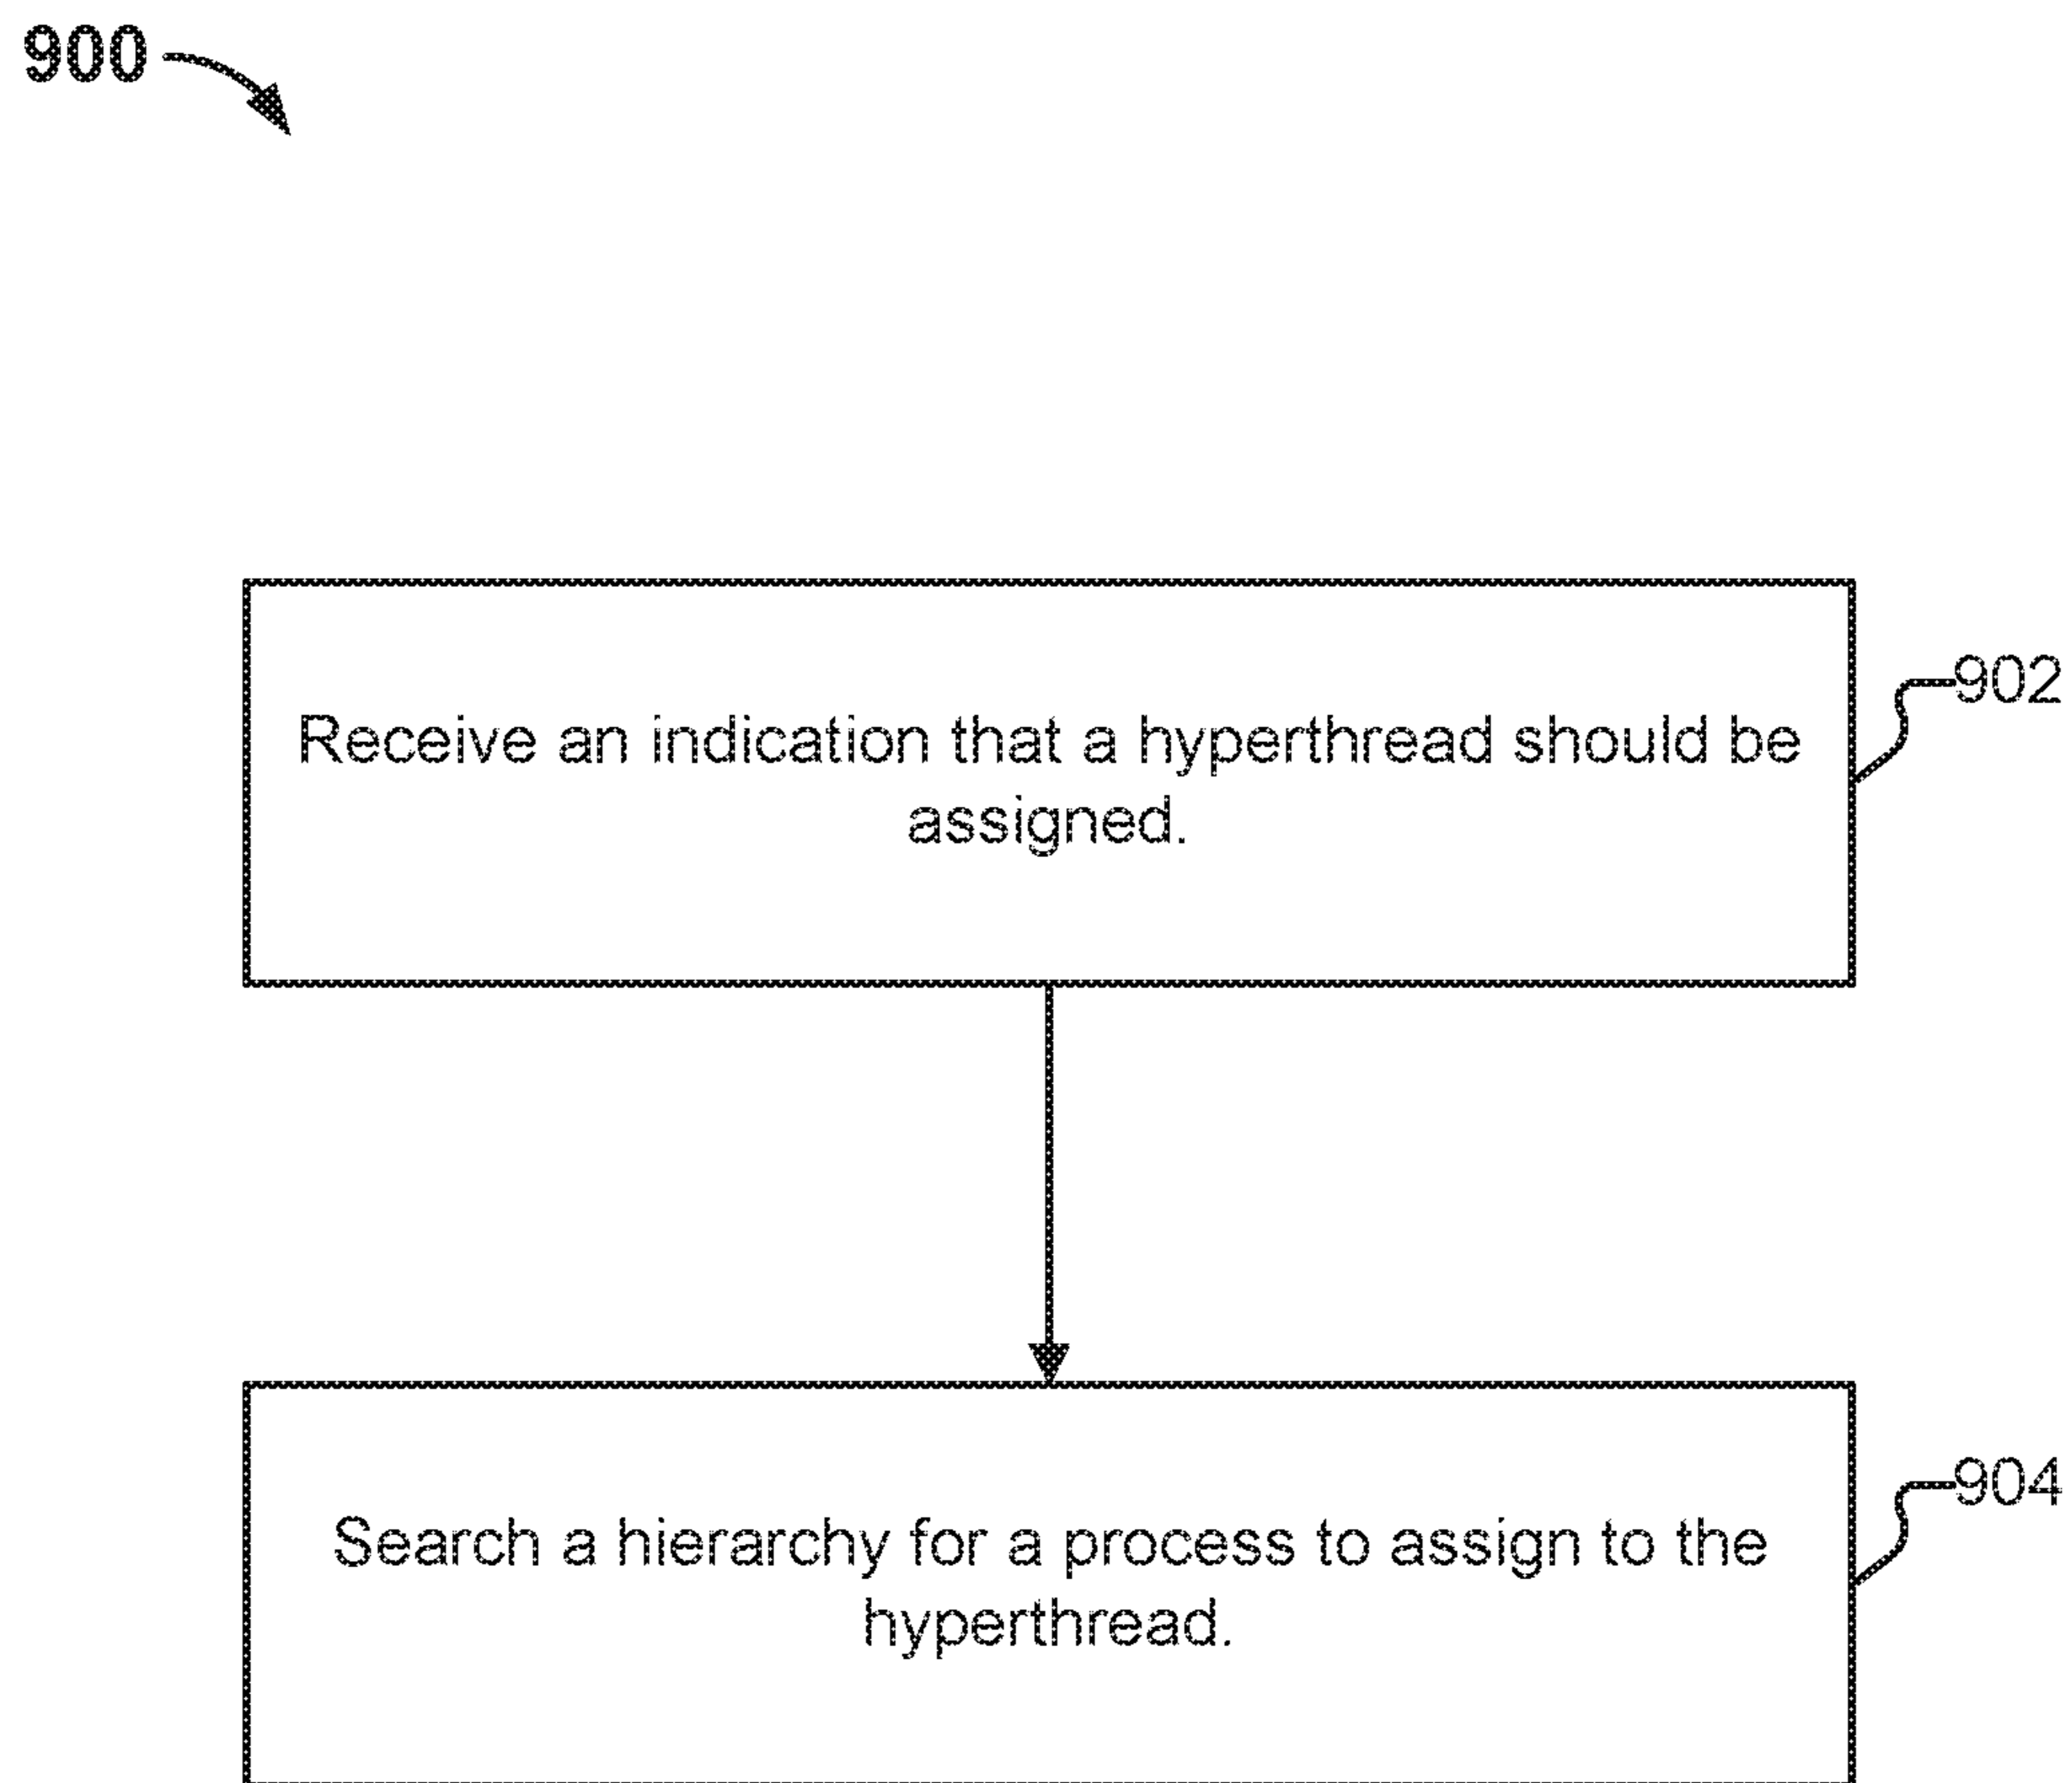 900
Receive an indication that a hyperthread should be
assigned.
902
Search a hierarchy for a process to assign to the
hyperthread.
904